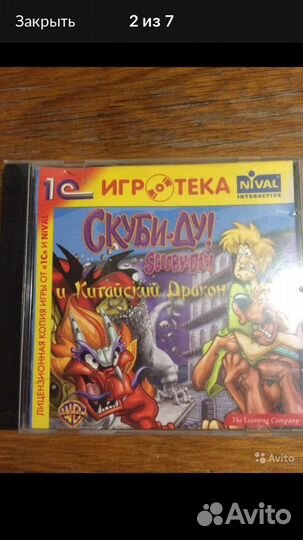 Закрыть
2 из 7
1С
ИГРОТЕКА
NIVAL
INTERACTIVE
ЛИЦЕНЗИОННАЯ КОПИЯ ИГРЫ ОТ «1С» И NIVAL
СКУБИ-ДУ!
SCOOBY-DOO!
и Китайский Дракон
The Learning Company
Avito
Avito